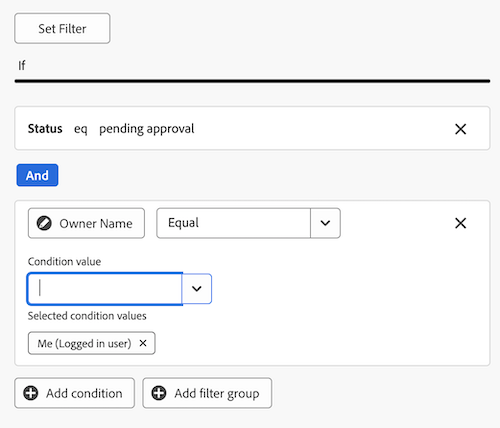 Set Filter
If
Status eq pending approval
And
Owner Name Equal
Condition value
Selected condition values
Me (Logged in user)
Add condition Add filter group